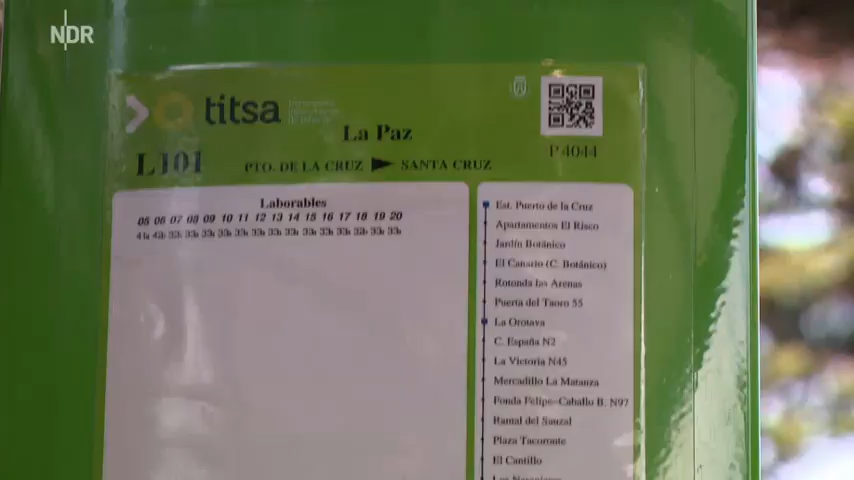 NDR
titsa
La Paz
P 4044
L101 PTO. DE LA CRUZ SANTA CRUZ
Laborables
05 06 07 08 09 10 11 12 13 14 15 16 17 18 19 20
Est. Puerto de la Cruz
Apartamentos El Risco
Jardín Botánico
El Canario (C. Botánico)
Rotonda las Arenas
Puerta del Taoro 55
La Orotava
C. España N2
La Victoria N45
Mercadillo La Matanza
Fonda Felipe-Caballo B. N97
Ramal del Sauzal
Plaza Tacoronte
El Cantillo